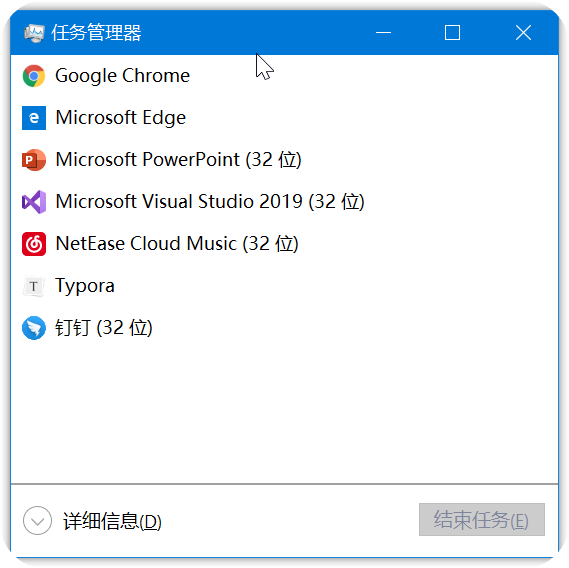 任务管理器
Google Chrome
Microsoft Edge
Microsoft PowerPoint (32 位)
Microsoft Visual Studio 2019 (32 位)
NetEase Cloud Music (32 位)
Typora
钉钉 (32 位)
详细信息(D)
结束任务(E)